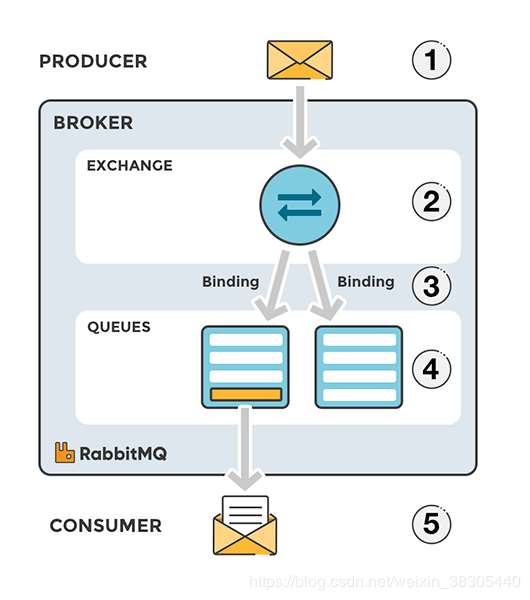 PRODUCER
1
BROKER
EXCHANGE
2
Binding
Binding
3
QUEUES
4
RabbitMQ
CONSUMER
5
https://blog.csdn.net/weixin_38305440